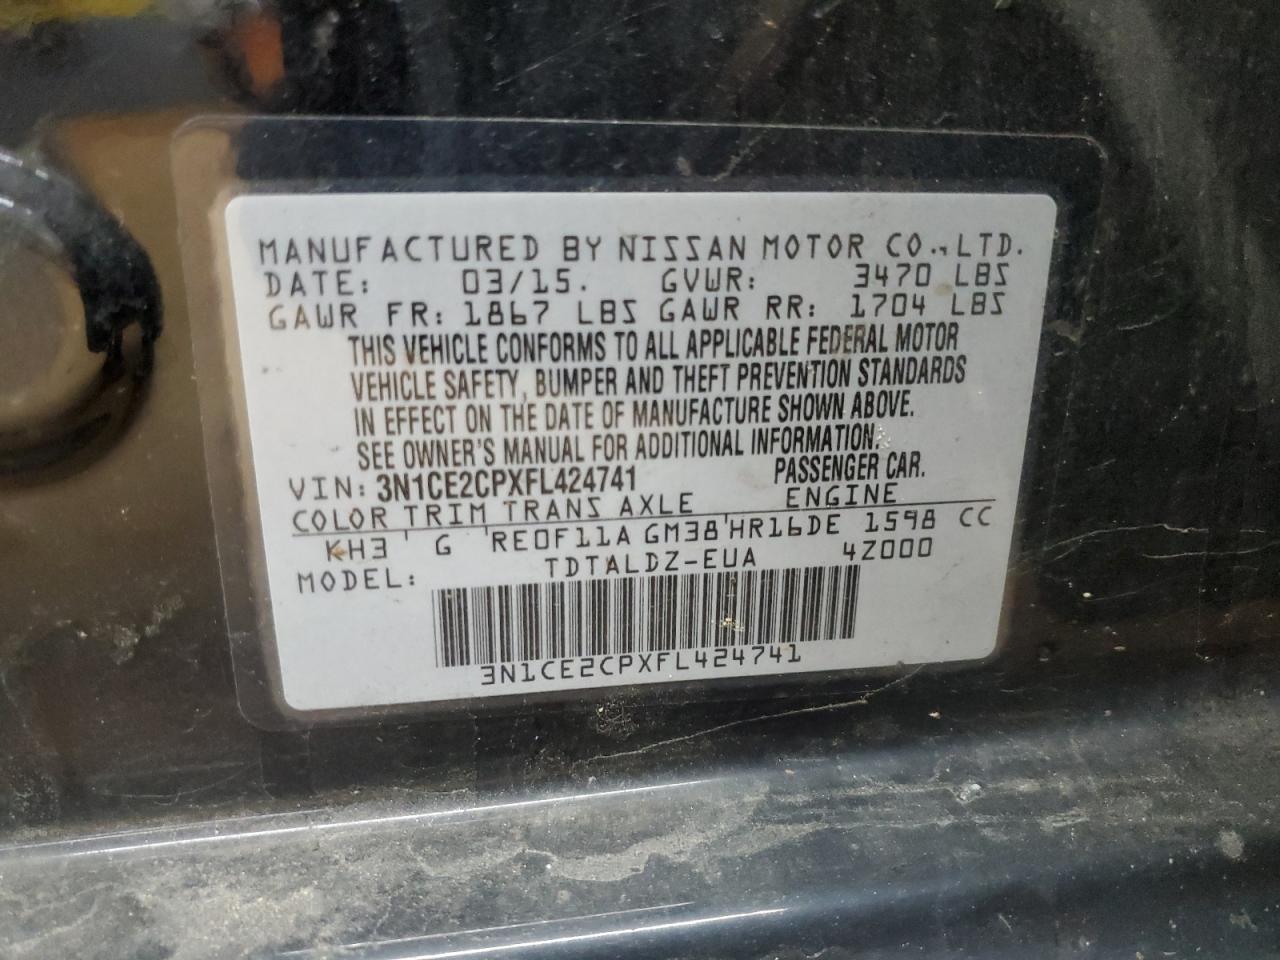 MANUFACTURED BY NISSAN MOTOR CO., LTD.
DATE: 03/15. GVWR: 3470 LBS
GAWR FR: 1867 LBS GAWR RR: 1704 LBS
THIS VEHICLE CONFORMS TO ALL APPLICABLE FEDERAL MOTOR
VEHICLE SAFETY, BUMPER AND THEFT PREVENTION STANDARDS
IN EFFECT ON THE DATE OF MANUFACTURE SHOWN ABOVE.
SEE OWNER'S MANUAL FOR ADDITIONAL INFORMATION.
VIN: 3N1CE2CPXFL424741 PASSENGER CAR.
COLOR TRIM TRANS AXLE ENGINE
KH3 G RE0F11A GM38 HR16DE 1598 CC
MODEL: TDTALDZ-EUA 4Z000
3N1CE2CPXFL424741